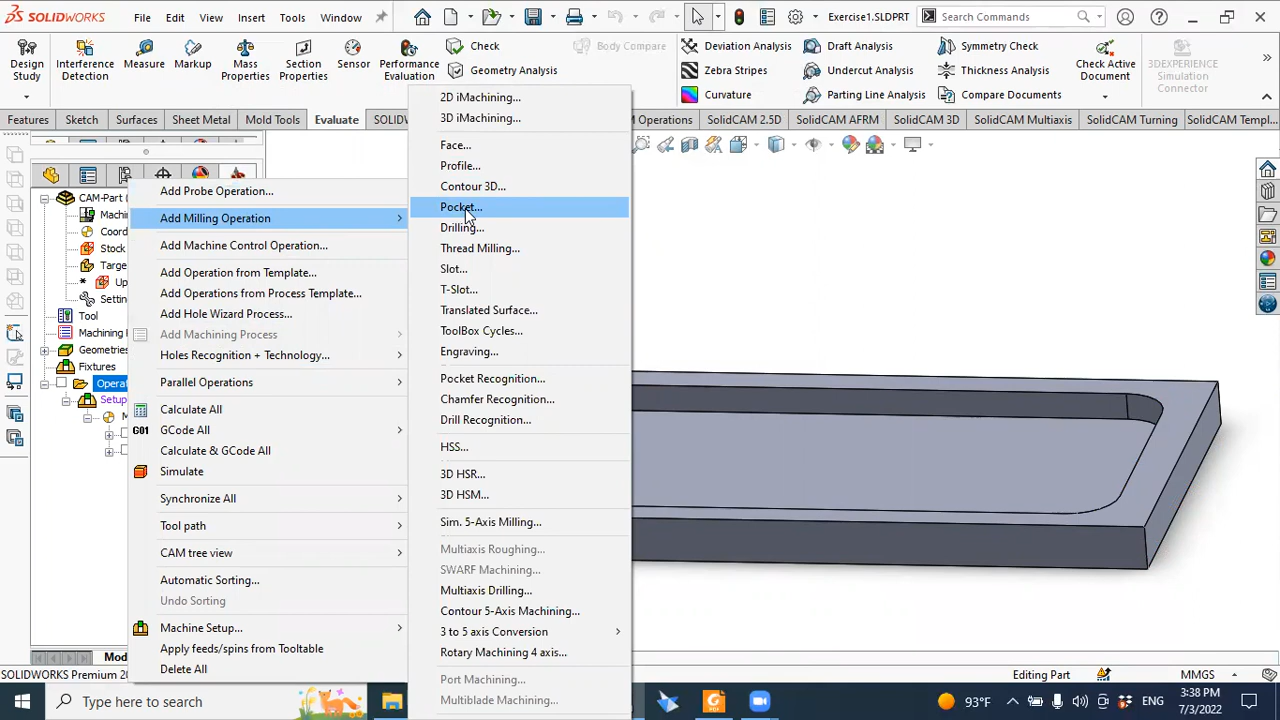 SOLIDWORKS File Edit View Insert Tools Window Exercise1.SLDPRT Search Commands
Design Study
Interference Detection
Measure
Markup
Mass Properties
Section Properties
Sensor
Performance Evaluation
Check
Geometry Analysis
Body Compare
Deviation Analysis
Zebra Stripes
Curvature
Draft Analysis
Undercut Analysis
Parting Line Analysis
Symmetry Check
Thickness Analysis
Compare Documents
Check Active Document
3DEXPERIENCE Simulation Connector
Features Sketch Surfaces Sheet Metal Mold Tools Evaluate SOLIDC Operations SolidCAM 2.5D SolidCAM AFRM SolidCAM 3D SolidCAM Multiaxis SolidCAM Turning SolidCAM Templ...
CAM-Part
Machin
Coord
Stock
Targe
Up
Settin
Tool
Machining
Geometries
Fixtures
Operat
Setup
M
Add Probe Operation...
Add Milling Operation
Add Machine Control Operation...
Add Operation from Template...
Add Operations from Process Template...
Add Hole Wizard Process...
Add Machining Process
Holes Recognition + Technology...
Parallel Operations
Calculate All
G01 GCode All
Calculate & GCode All
Simulate
Synchronize All
Tool path
CAM tree view
Automatic Sorting...
Undo Sorting
Machine Setup...
Apply feeds/spins from Tooltable
Delete All
2D iMachining...
3D iMachining...
Face...
Profile...
Contour 3D...
Pocket...
Drilling...
Thread Milling...
Slot...
T-Slot...
Translated Surface...
ToolBox Cycles...
Engraving...
Pocket Recognition...
Chamfer Recognition...
Drill Recognition...
HSS...
3D HSR...
3D HSM...
Sim. 5-Axis Milling...
Multiaxis Roughing...
SWARF Machining...
Multiaxis Drilling...
Contour 5-Axis Machining...
3 to 5 axis Conversion
Rotary Machining 4 axis...
Port Machining...
Multiblade Machining...
Mod
SOLIDWORKS Premium 20 Editing Part MMGS
Type here to search 93°F ENG 3:38 PM
7/3/2022